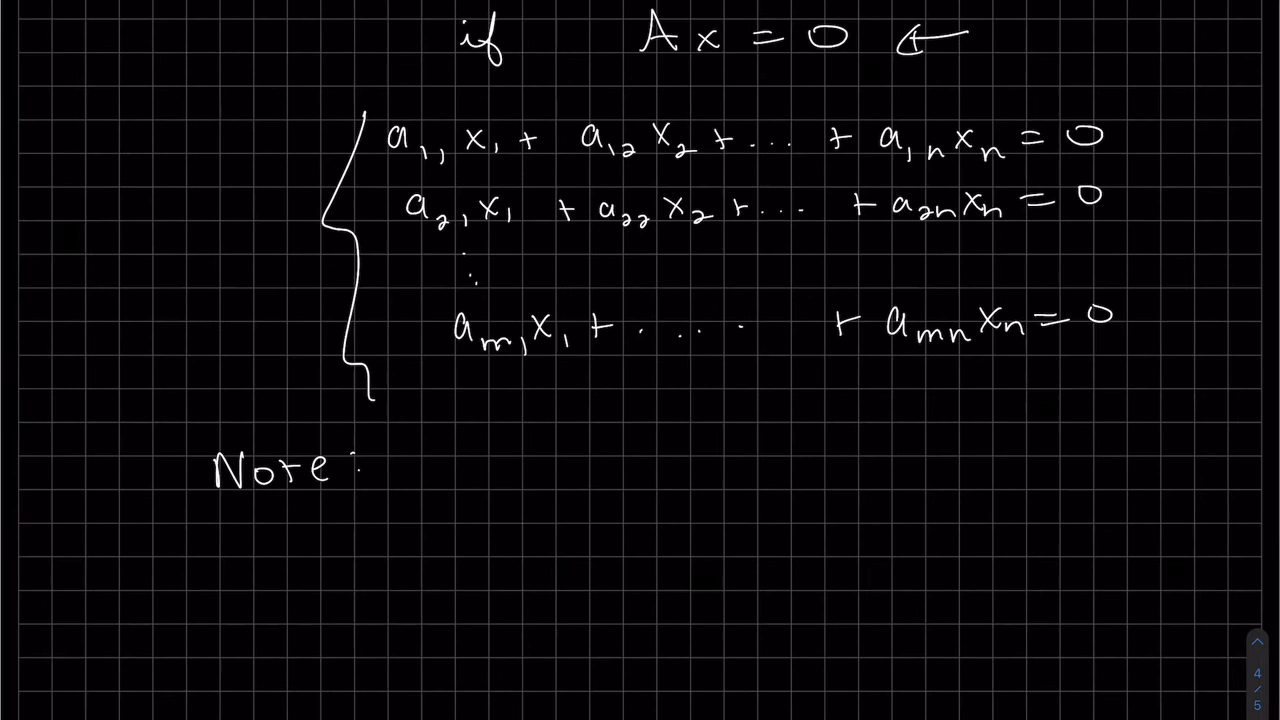 if Ax = 0 ←
a₁₁x₁ + a₁₂x₂ + ... + a₁ₙxₙ = 0
a₂₁x₁ + a₂₂x₂ + ... + a₂ₙxₙ = 0
⋮
aₘ₁x₁ + .... + aₘₙxₙ = 0
Note:
4
/
5